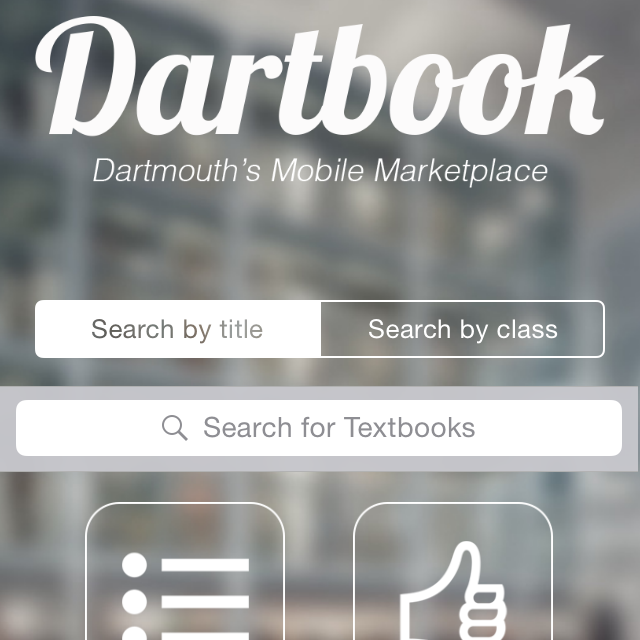 Dartbook
Dartmouth’s Mobile Marketplace
Search by title
Search by class
Search for Textbooks